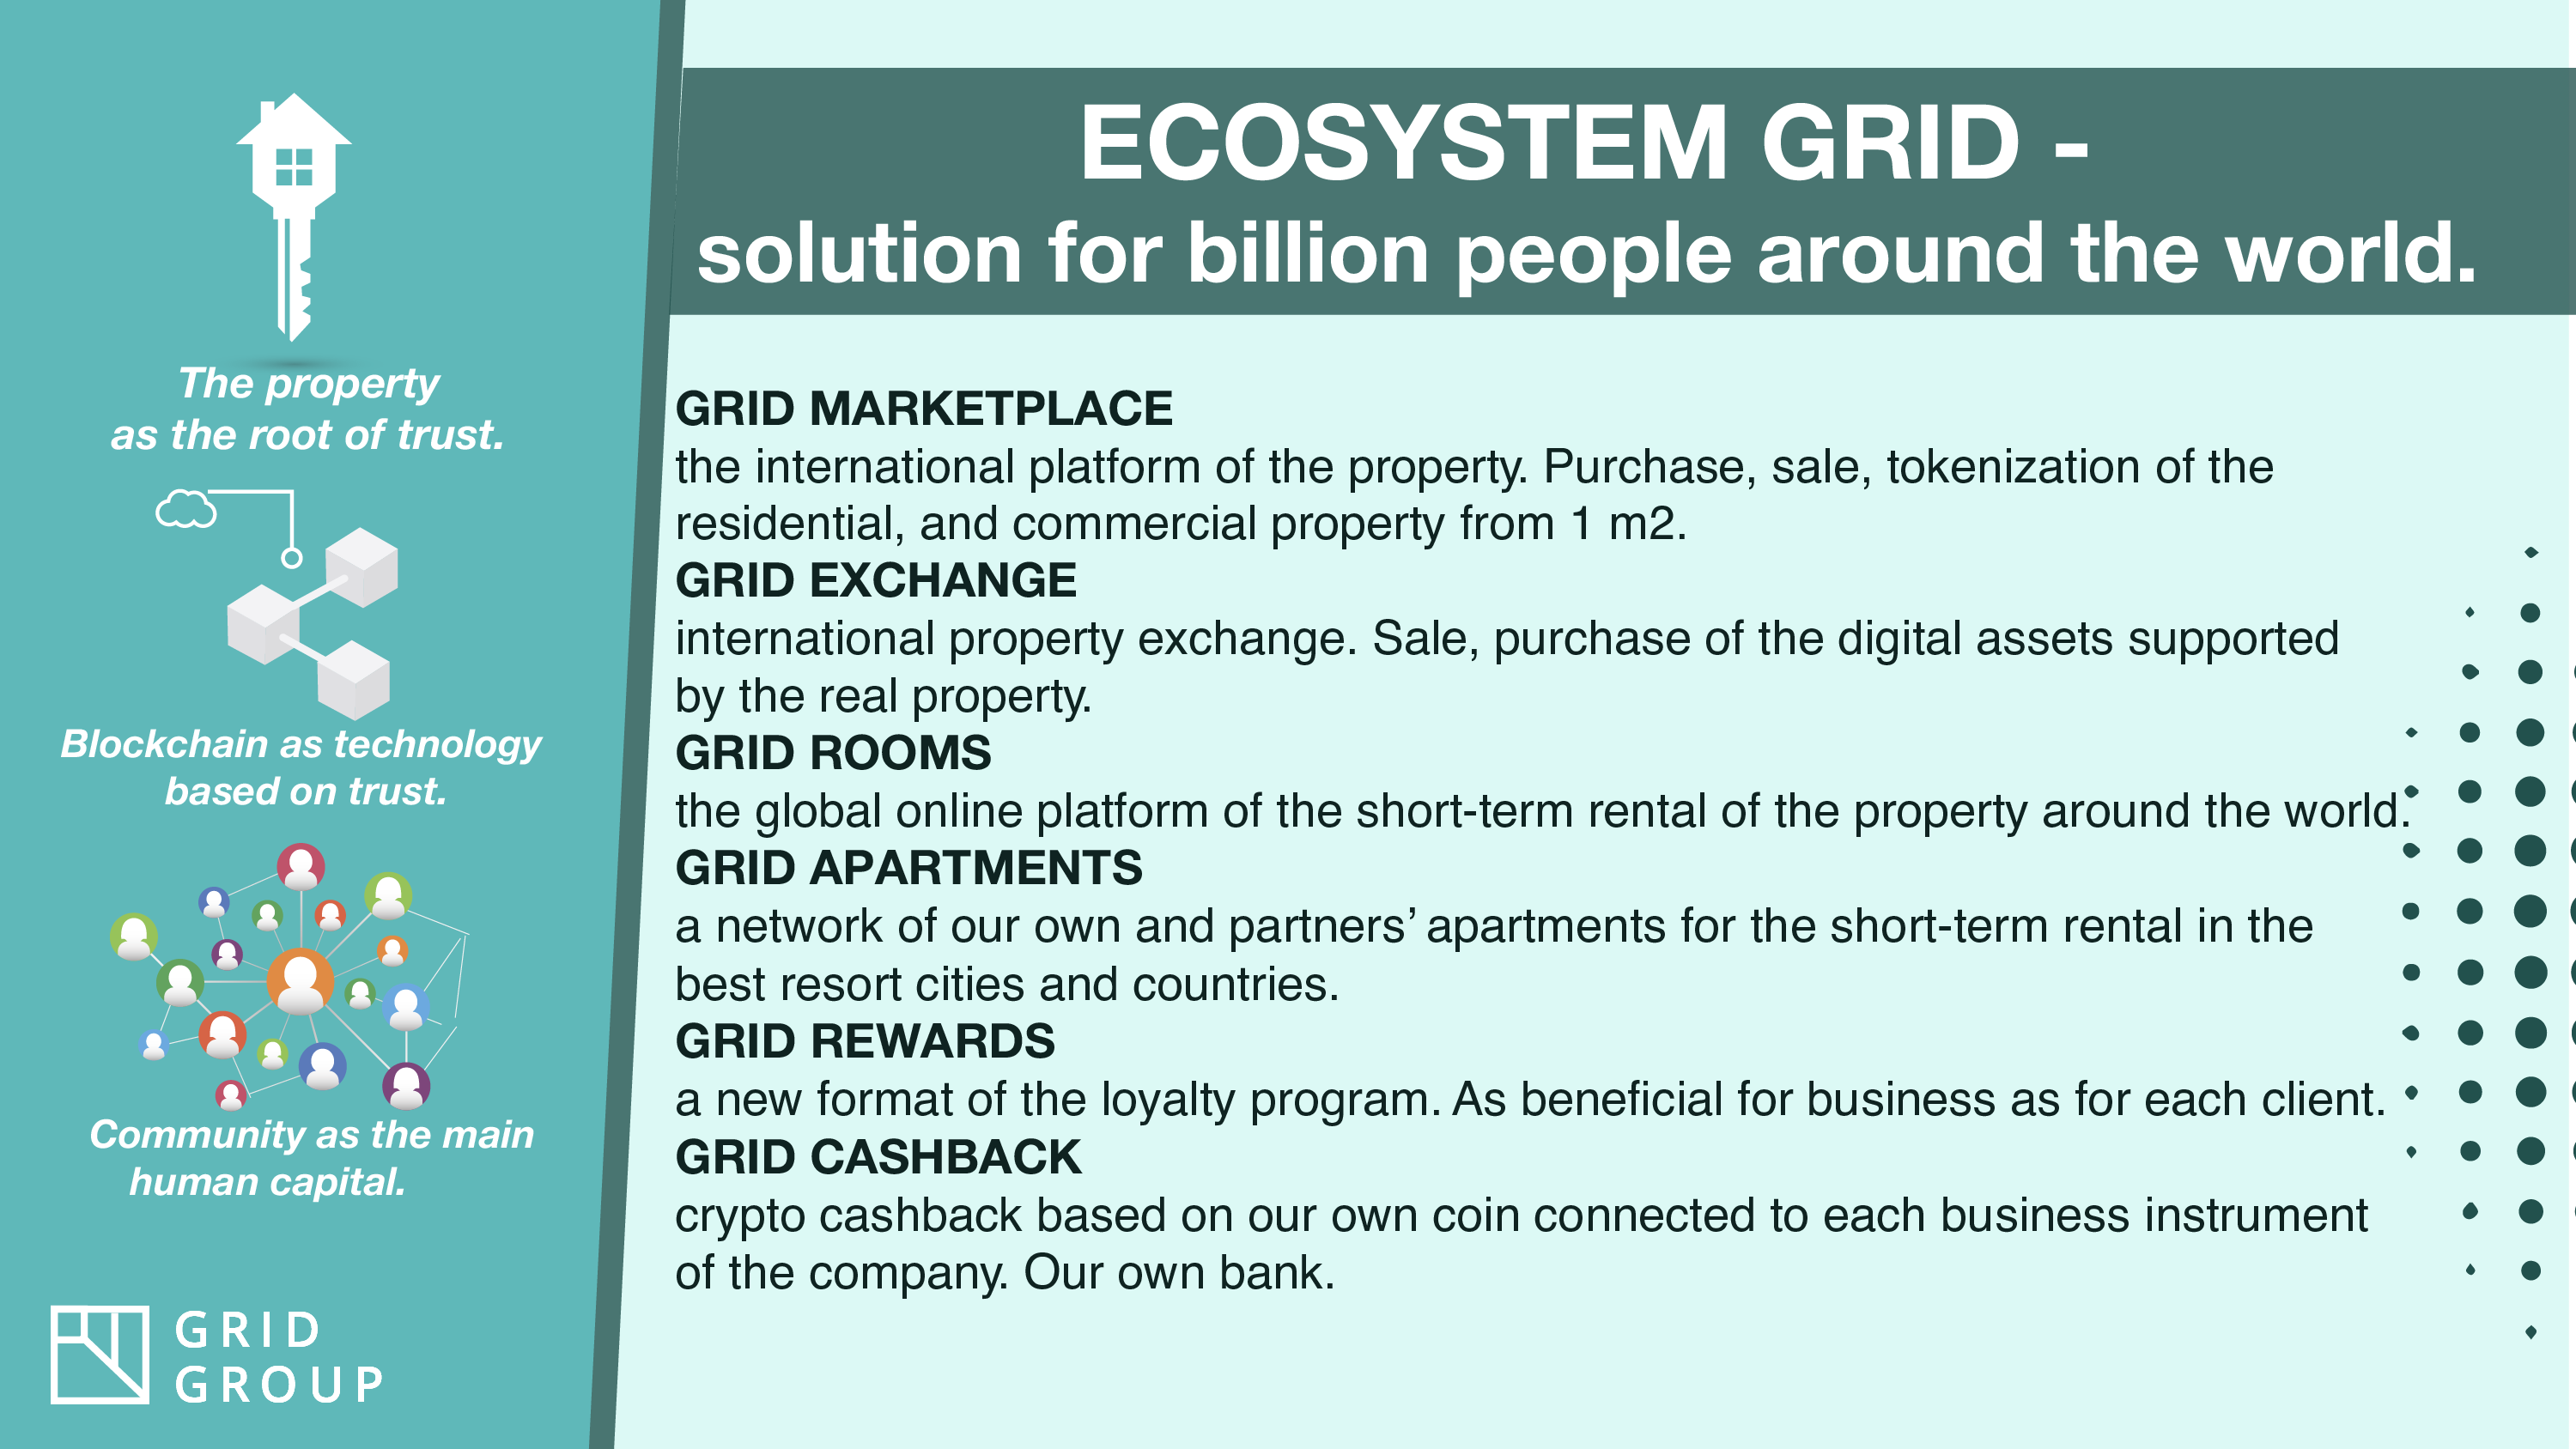 The property
as the root of trust.
Blockchain as technology
based on trust.
Community as the main
human capital.
GRID
GROUP
ECOSYSTEM GRID -
solution for billion people around the world.
GRID MARKETPLACE
the international platform of the property. Purchase, sale, tokenization of the
residential, and commercial property from 1 m2.
GRID EXCHANGE
international property exchange. Sale, purchase of the digital assets supported
by the real property.
GRID ROOMS
the global online platform of the short-term rental of the property around the world.
GRID APARTMENTS
a network of our own and partners’ apartments for the short-term rental in the
best resort cities and countries.
GRID REWARDS
a new format of the loyalty program. As beneficial for business as for each client.
GRID CASHBACK
crypto cashback based on our own coin connected to each business instrument
of the company. Our own bank.